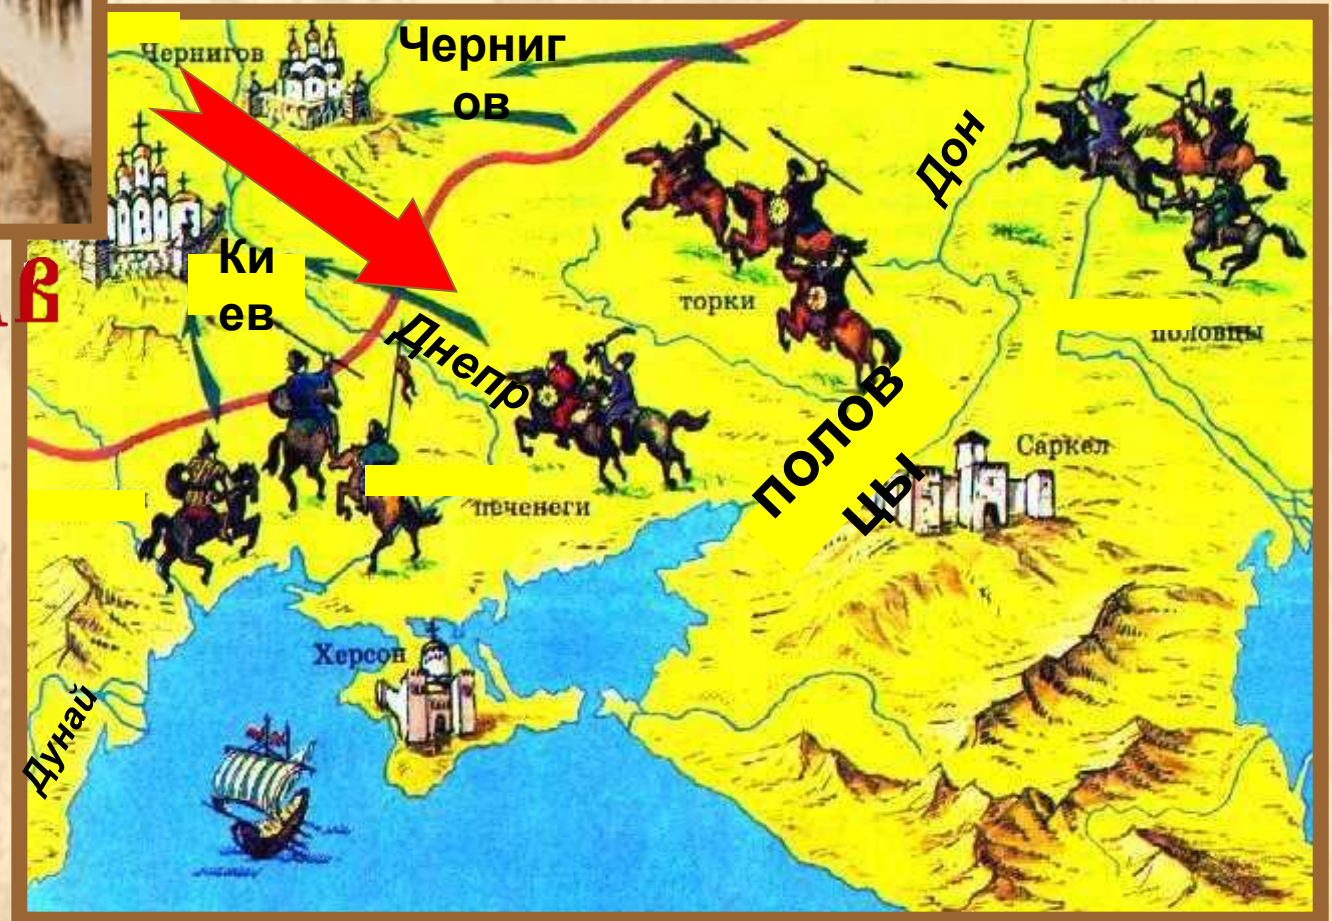 Чернигов
Черниг
ов
Дон
Ки
ев
в
торки
половцы
Днепр
полов
цы
Саркел
печенеги
Херсон
Дунай